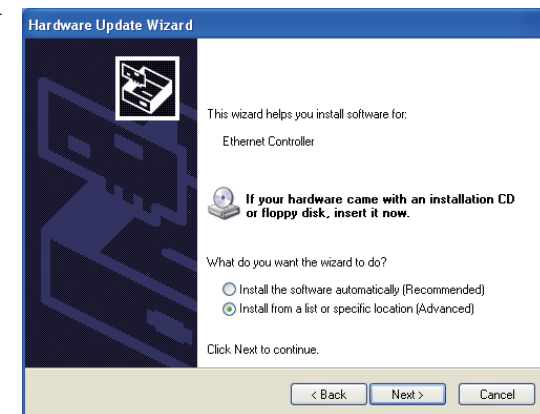 Hardware Update Wizard
This wizard helps you install software for:
Ethernet Controller
If your hardware came with an installation CD
or floppy disk, insert it now.
What do you want the wizard to do?
Install the software automatically (Recommended)
Install from a list or specific location (Advanced)
Click Next to continue.
< Back Next > Cancel